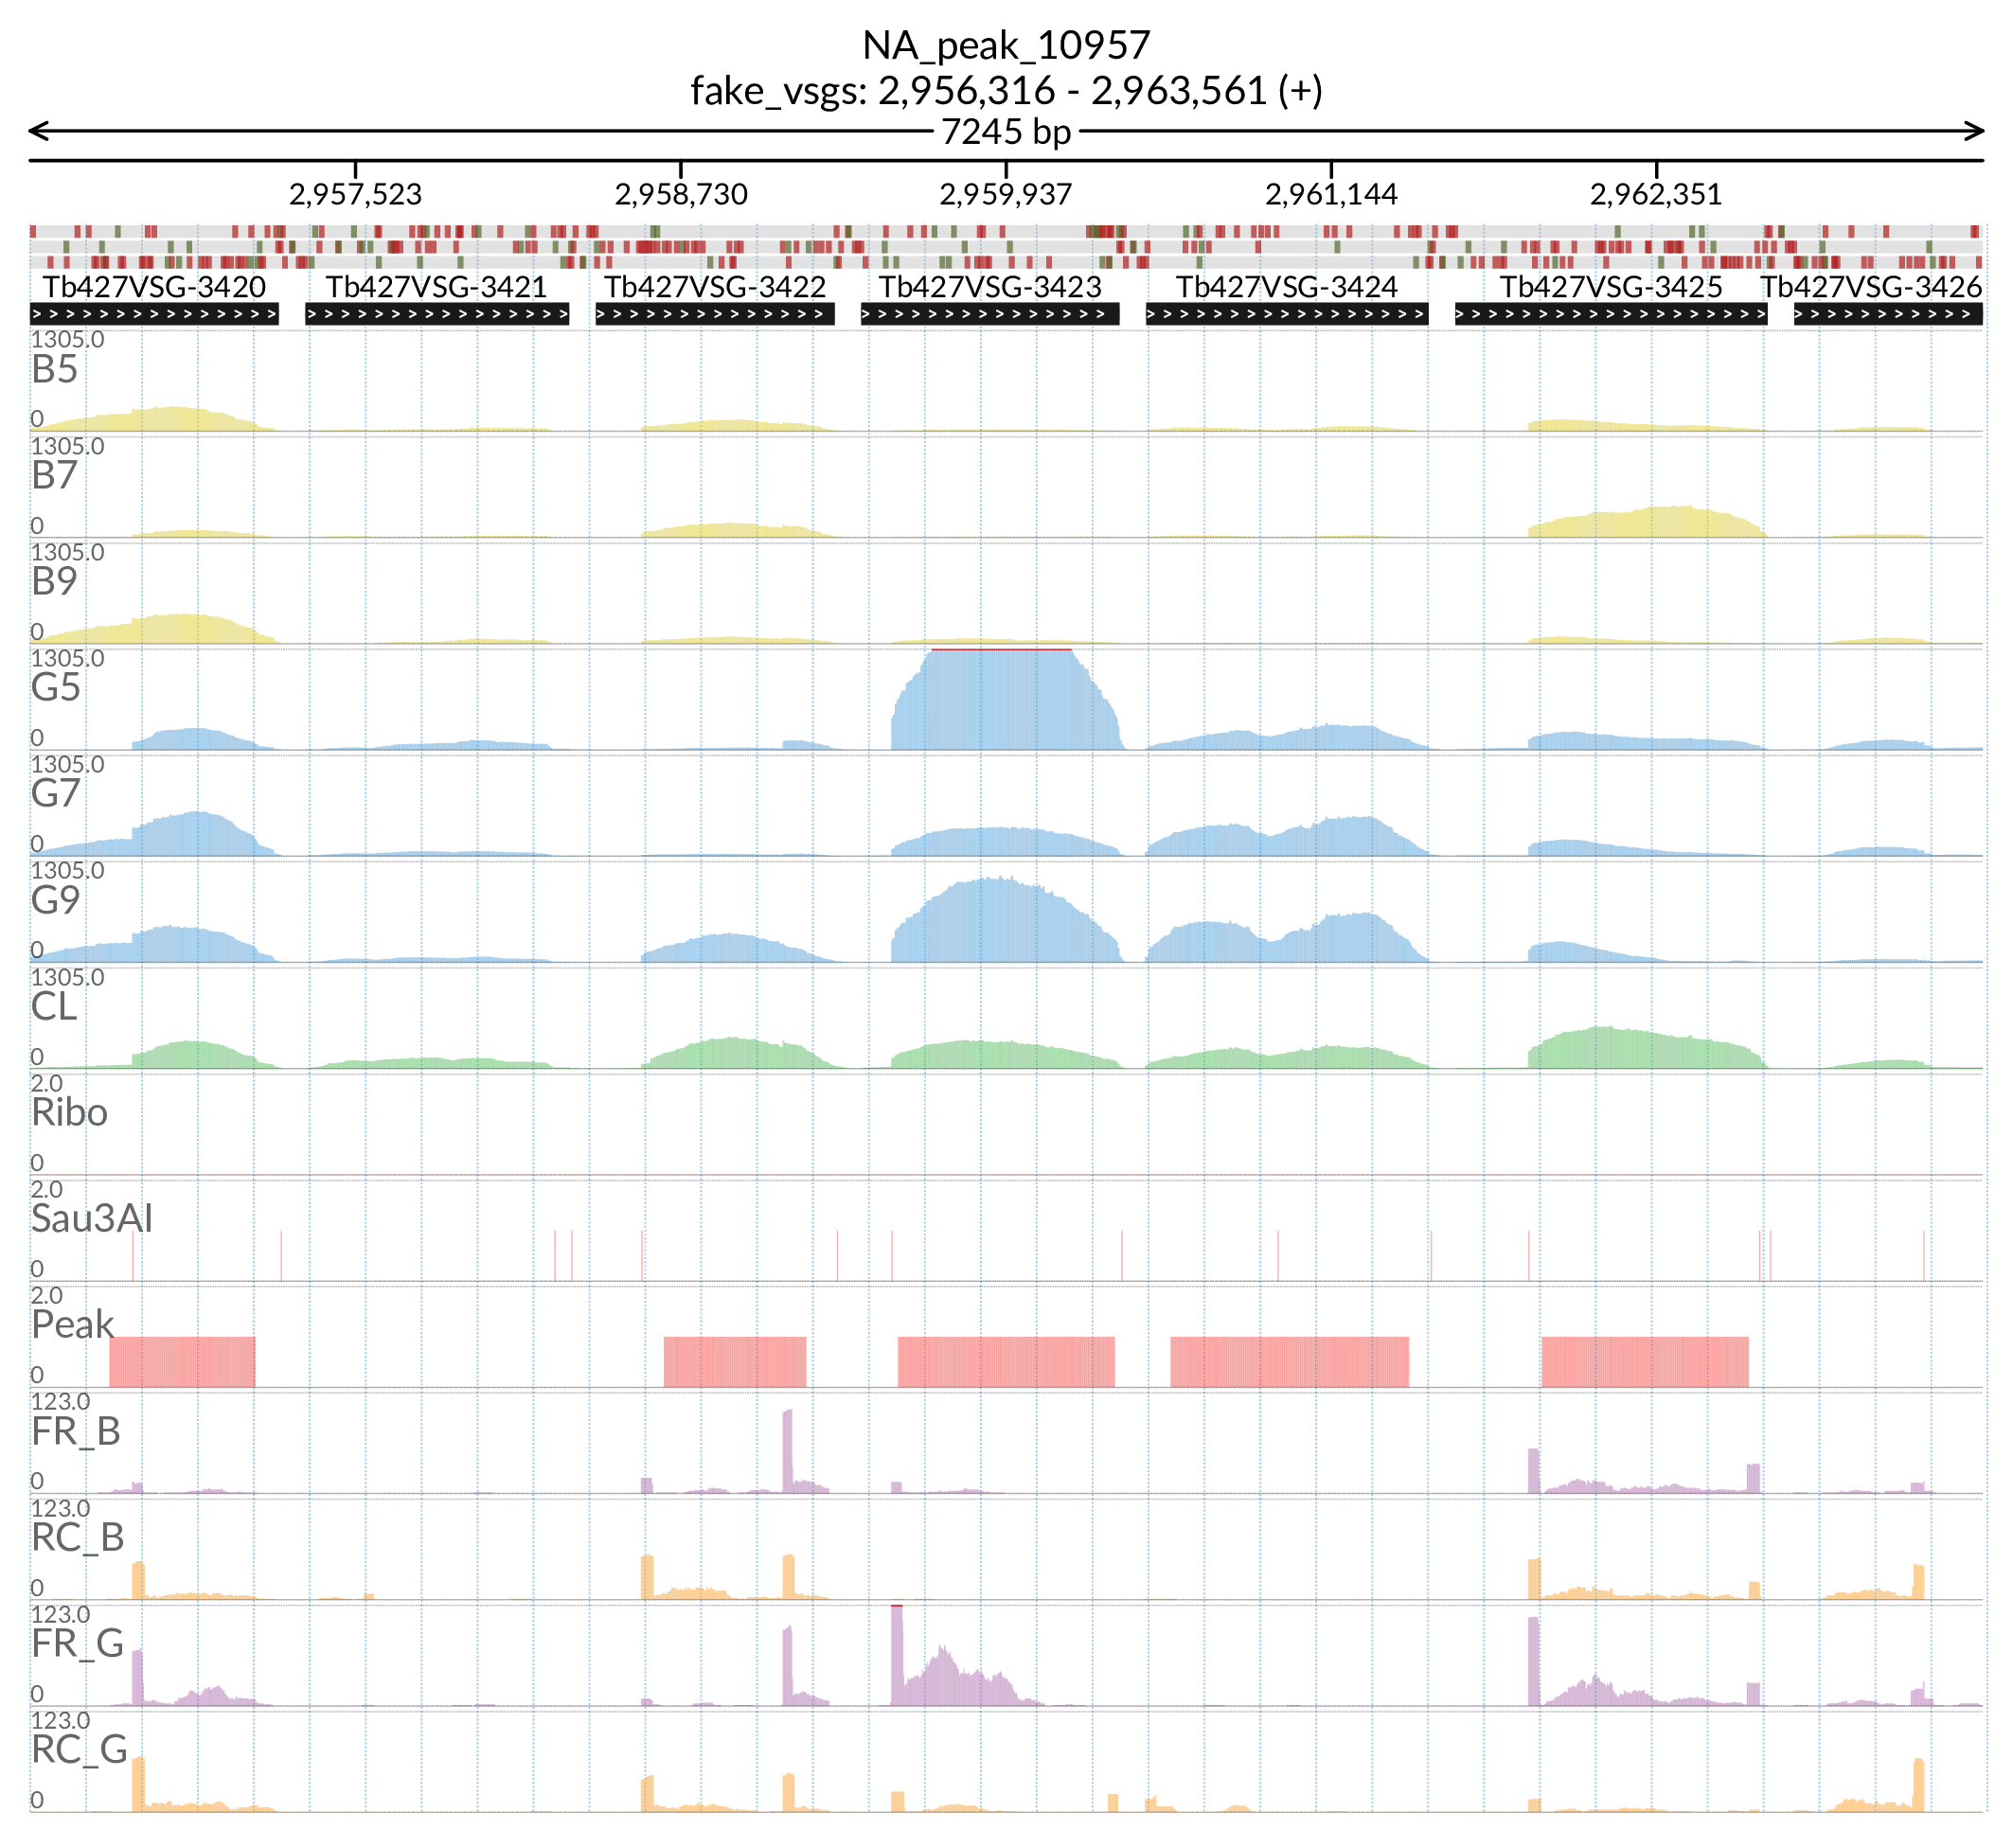 NA_peak_10957
fake_vsgs: 2,956,316 - 2,963,561 (+)
7245 bp
2,957,523 2,958,730 2,959,937 2,961,144 2,962,351
Tb427VSG-3420 Tb427VSG-3421 Tb427VSG-3422 Tb427VSG-3423 Tb427VSG-3424 Tb427VSG-3425 Tb427VSG-3426
1305.0
B5
0
1305.0
B7
0
1305.0
B9
0
1305.0
G5
0
1305.0
G7
0
1305.0
G9
0
1305.0
CL
0
2.0
Ribo
0
2.0
Sau3AI
0
2.0
Peak
0
123.0
FR_B
0
123.0
RC_B
0
123.0
FR_G
0
123.0
RC_G
0